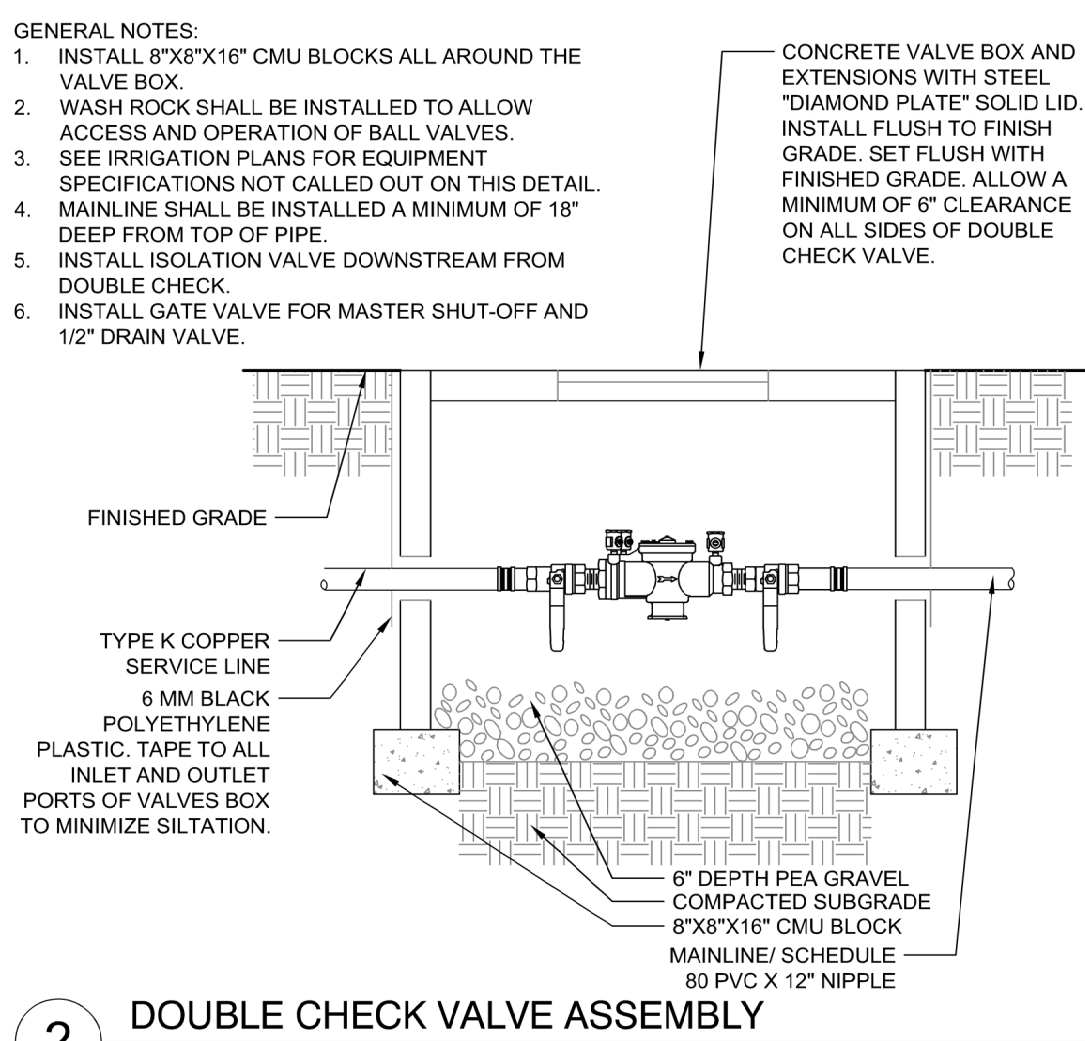 GENERAL NOTES:
1. INSTALL 8"X8"X16" CMU BLOCKS ALL AROUND THE
VALVE BOX.
2. WASH ROCK SHALL BE INSTALLED TO ALLOW
ACCESS AND OPERATION OF BALL VALVES.
3. SEE IRRIGATION PLANS FOR EQUIPMENT
SPECIFICATIONS NOT CALLED OUT ON THIS DETAIL.
4. MAINLINE SHALL BE INSTALLED A MINIMUM OF 18"
DEEP FROM TOP OF PIPE.
5. INSTALL ISOLATION VALVE DOWNSTREAM FROM
DOUBLE CHECK.
6. INSTALL GATE VALVE FOR MASTER SHUT-OFF AND
1/2" DRAIN VALVE.
CONCRETE VALVE BOX AND
EXTENSIONS WITH STEEL
"DIAMOND PLATE" SOLID LID.
INSTALL FLUSH TO FINISH
GRADE. SET FLUSH WITH
FINISHED GRADE. ALLOW A
MINIMUM OF 6" CLEARANCE
ON ALL SIDES OF DOUBLE
CHECK VALVE.
FINISHED GRADE
TYPE K COPPER
SERVICE LINE
6 MM BLACK
POLYETHYLENE
PLASTIC. TAPE TO ALL
INLET AND OUTLET
PORTS OF VALVES BOX
TO MINIMIZE SILTATION.
6" DEPTH PEA GRAVEL
COMPACTED SUBGRADE
8"X8"X16" CMU BLOCK
MAINLINE/ SCHEDULE
80 PVC X 12" NIPPLE
2
DOUBLE CHECK VALVE ASSEMBLY